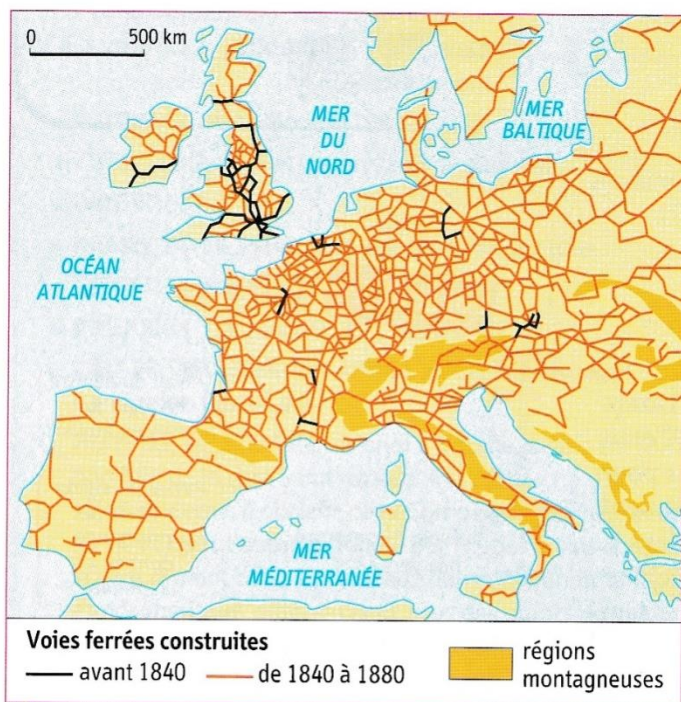 0 500 km
MER
DU
NORD
MER
BALTIQUE
OCÉAN
ATLANTIQUE
MER
MÉDITERRANÉE
Voies ferrées construites
avant 1840
de 1840 à 1880
régions
montagneuses